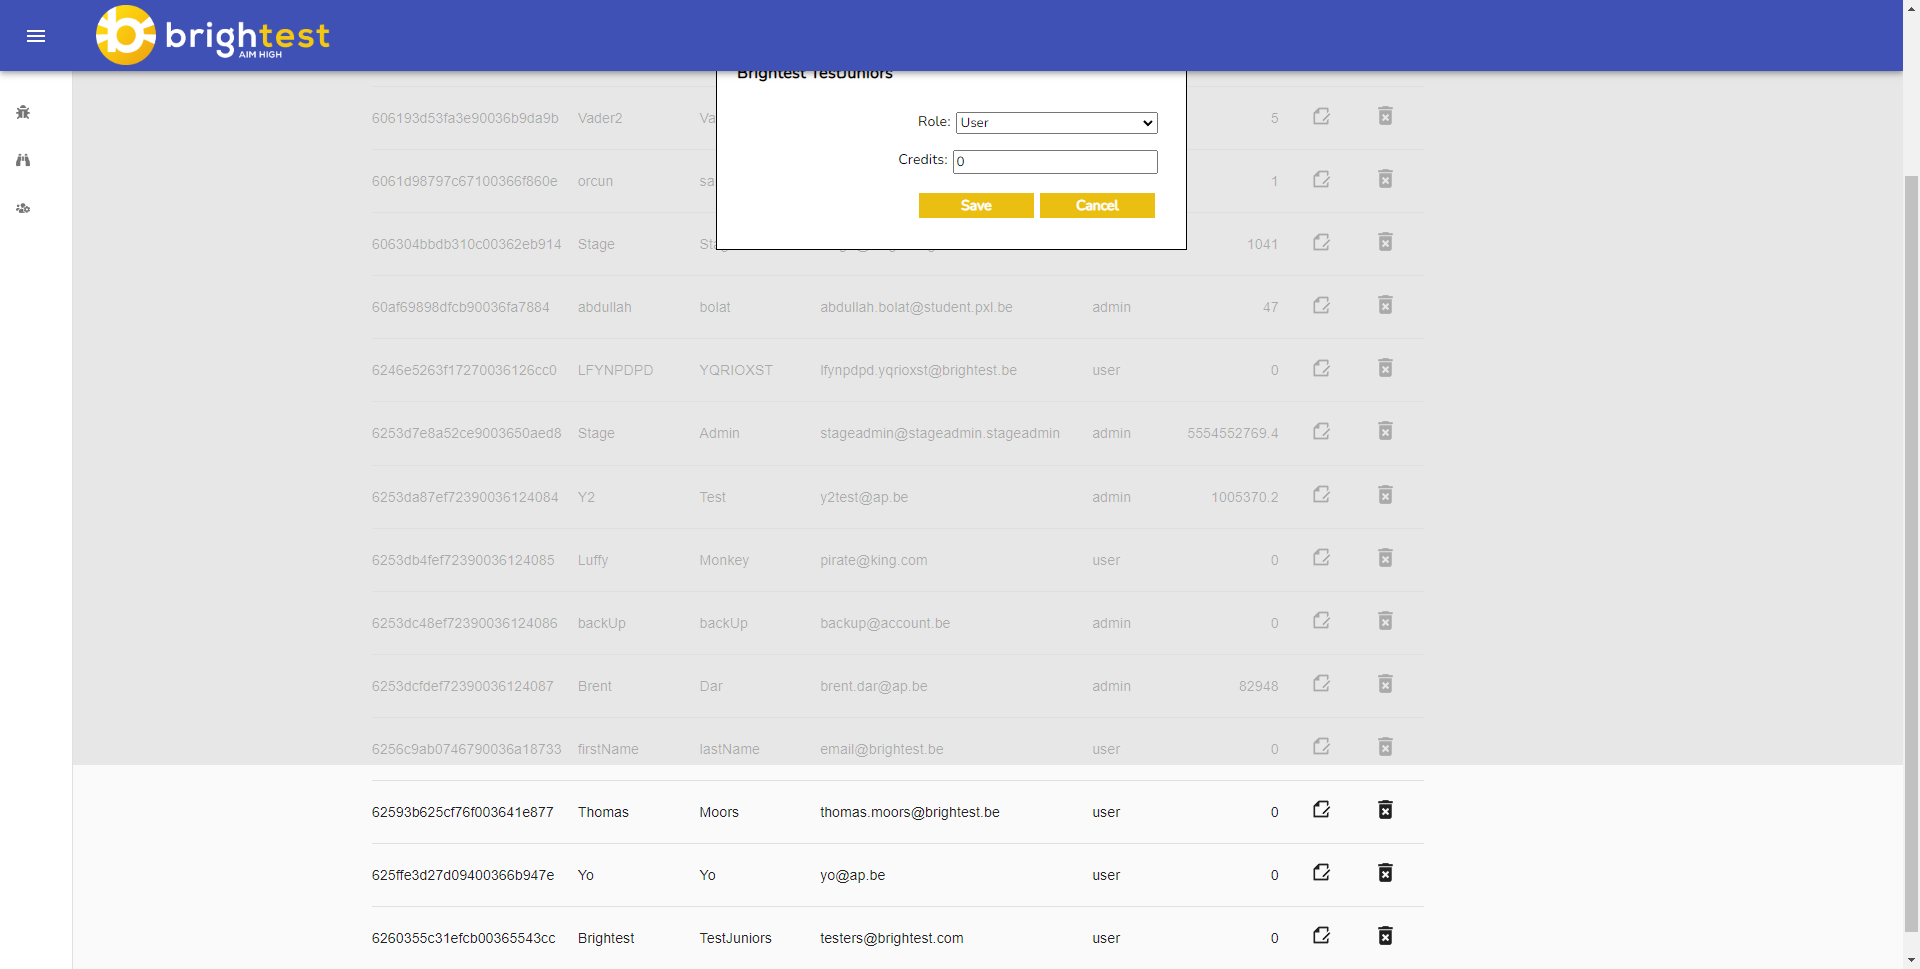 brightest
AIM HIGH
Brightest TestJuniors
Role: User
Credits: 0
Save Cancel
606193d53fa3e90036b9da9b Vader2 Va 5
6061d98797c67100366f860e orcun sa 1
606304bbdb310c00362eb914 Stage 1041
60af69898dfcb90036fa7884 abdullah bolat abdullah.bolat@student.pxl.be admin 47
6246e5263f17270036126cc0 LFYNPDPD YQRIOXST lfynpdpd.yqrioxst@brightest.be user 0
6253d7e8a52ce9003650aed8 Stage Admin stageadmin@stageadmin.stageadmin admin 5554552769.4
6253da87ef72390036124084 Y2 Test y2test@ap.be admin 1005370.2
6253db4fef72390036124085 Luffy Monkey pirate@king.com user 0
6253dc48ef72390036124086 backUp backUp backup@account.be admin 0
6253dcfdef72390036124087 Brent Dar brent.dar@ap.be admin 82948
6256c9ab0746790036a18733 firstName lastName email@brightest.be user 0
62593b625cf76f003641e877 Thomas Moors thomas.moors@brightest.be user 0
625ffe3d27d09400366b947e Yo Yo yo@ap.be user 0
6260355c31efcb00365543cc Brightest TestJuniors testers@brightest.com user 0